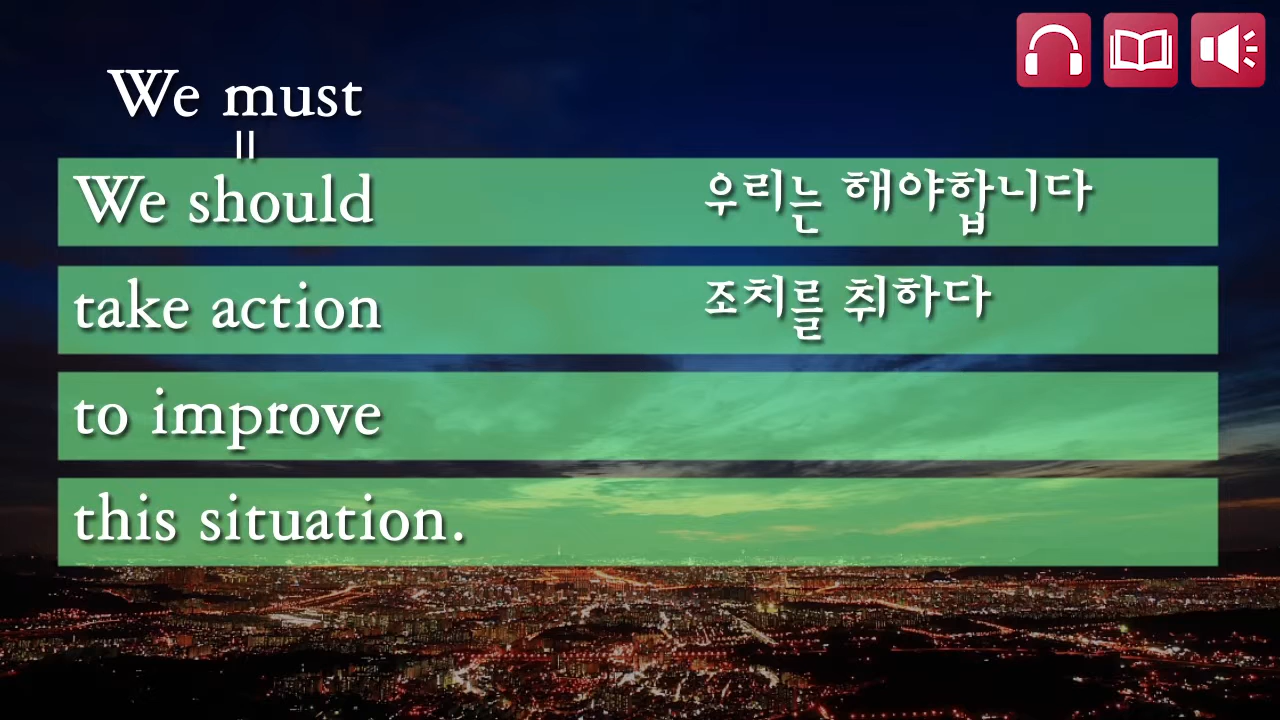 We must
=
We should 우리는 해야합니다
take action 조치를 취하다
to improve
this situation.